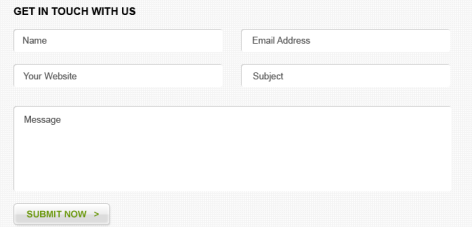 GET IN TOUCH WITH US
Name
Email Address
Your Website
Subject
Message
SUBMIT NOW >